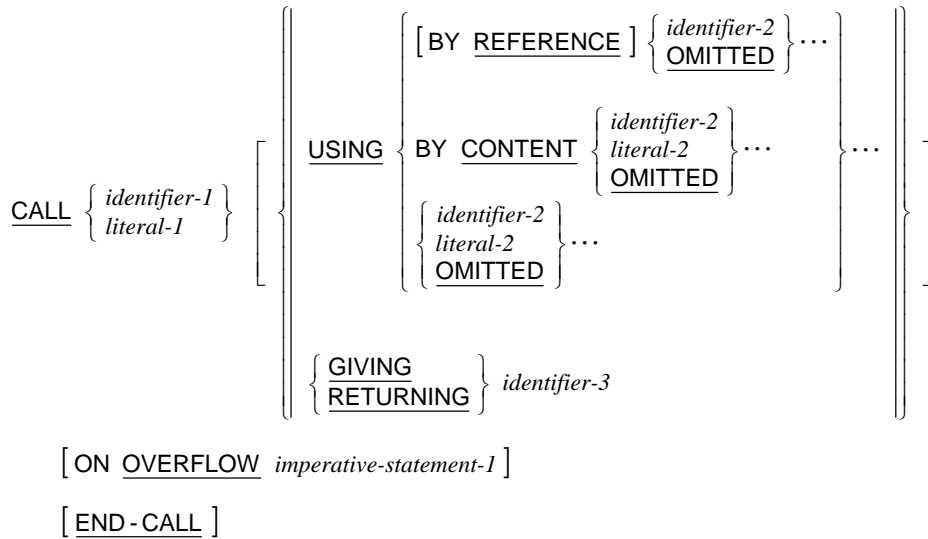 [ BY REFERENCE ] { identifier-2
OMITTED } ...
USING
BY CONTENT { identifier-2
literal-2
OMITTED } ...
...
CALL { identifier-1
literal-1 }
{ identifier-2
literal-2
OMITTED } ...
{ GIVING
RETURNING } identifier-3
[ ON OVERFLOW imperative-statement-1 ]
[ END-CALL ]